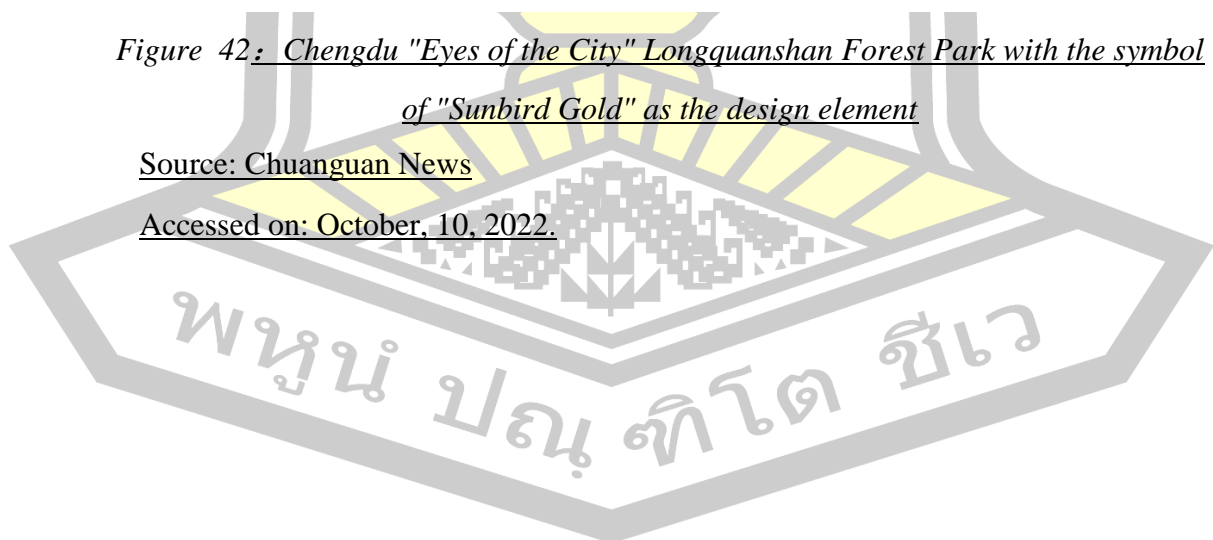 Figure 42：Chengdu "Eyes of the City" Longquanshan Forest Park with the symbol
of "Sunbird Gold" as the design element
Source: Chuanguan News
Accessed on: October, 10, 2022.
พหูนํ ปณฺฑิโต ชีเว